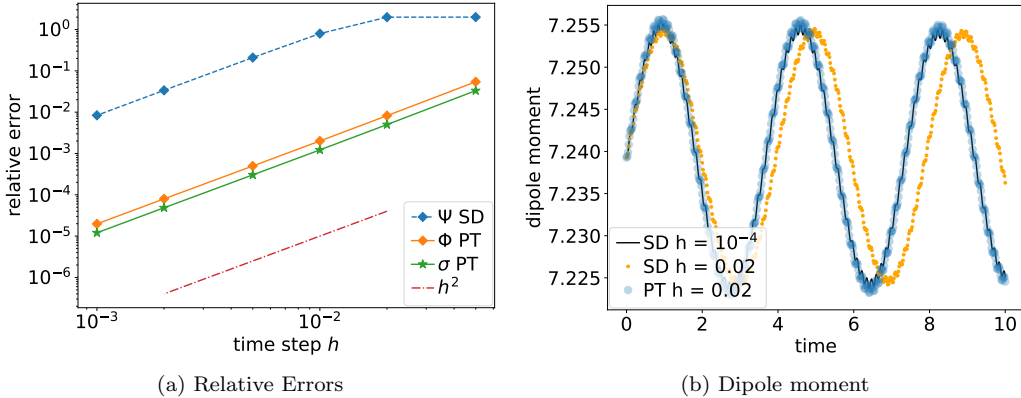 relative error
10⁰
10⁻¹
10⁻²
10⁻³
10⁻⁴
10⁻⁵
10⁻⁶
Ψ SD
Φ PT
σ PT
h²
10⁻³
10⁻²
time step h
(a) Relative Errors
dipole moment
7.255
7.250
7.245
7.240
7.235
7.230
7.225
SD h = 10⁻⁴
SD h = 0.02
PT h = 0.02
0 2 4 6 8 10
time
(b) Dipole moment